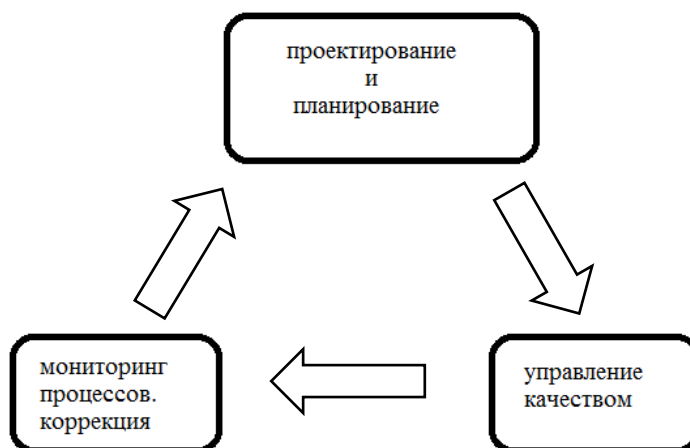 проектирование
и
планирование
мониторинг
процессов.
коррекция
управление
качеством